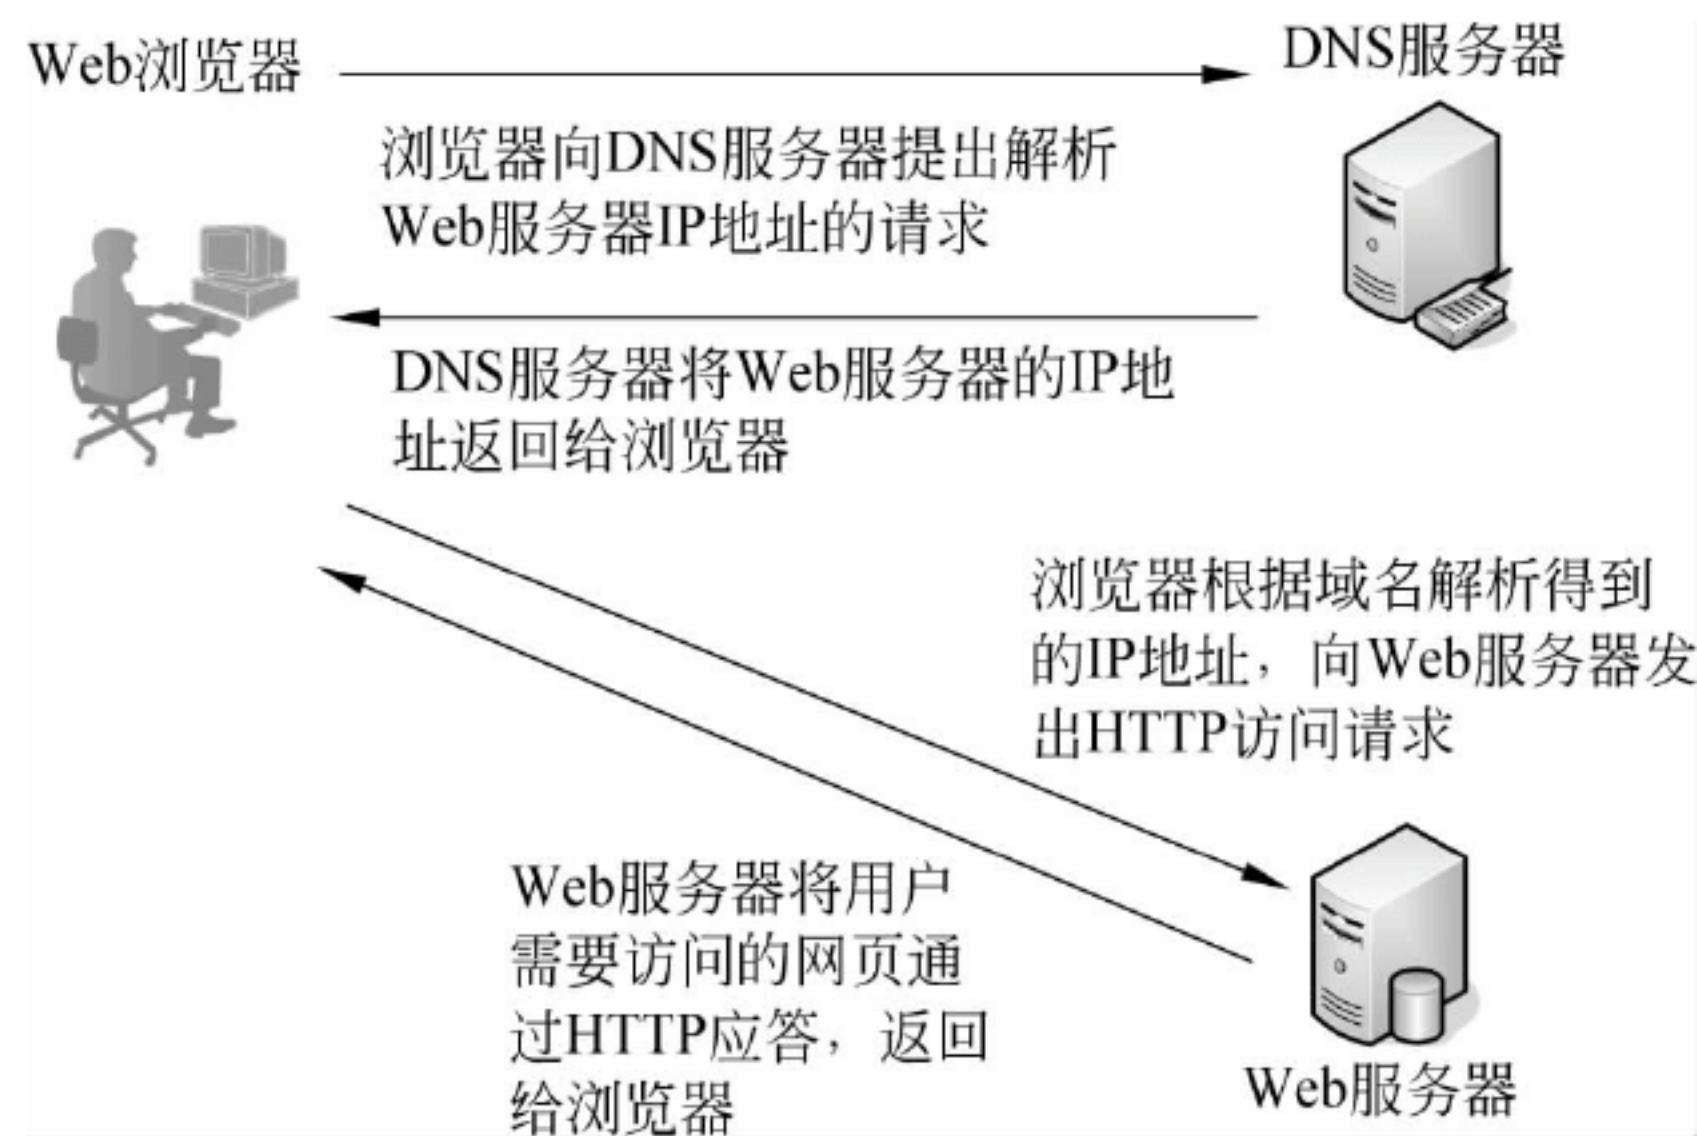 Web浏览器
DNS服务器
浏览器向DNS服务器提出解析
Web服务器IP地址的请求
DNS服务器将Web服务器的IP地
址返回给浏览器
浏览器根据域名解析得到
的IP地址，向Web服务器发
出HTTP访问请求
Web服务器将用户
需要访问的网页通
过HTTP应答，返回
给浏览器
Web服务器